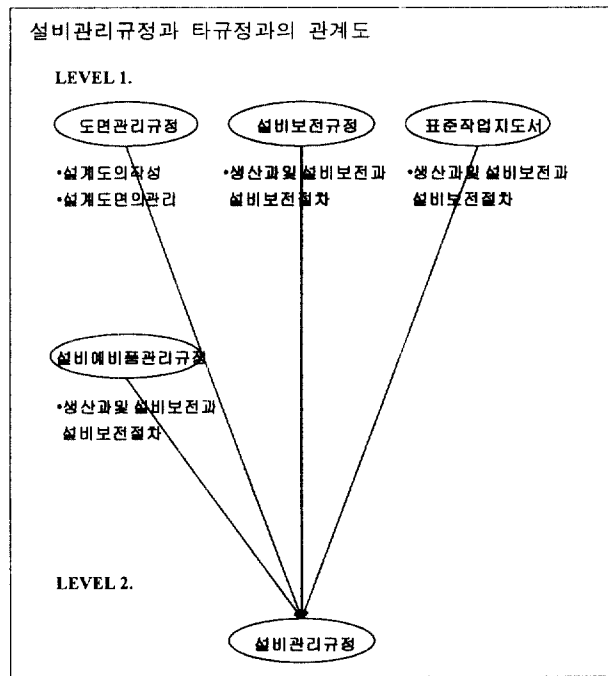 설비관리규정과 타규정과의 관계도
LEVEL 1.
도면관리규정
설비보전규정
표준작업지도서
•설계도의작성
•설계도면의관리
•생산과및 설비보전과
설비보전절차
•생산과및 설비보전과
설비보전절차
설비예비품관리규정
•생산과및 설비보전과
설비보전절차
LEVEL 2.
설비관리규정